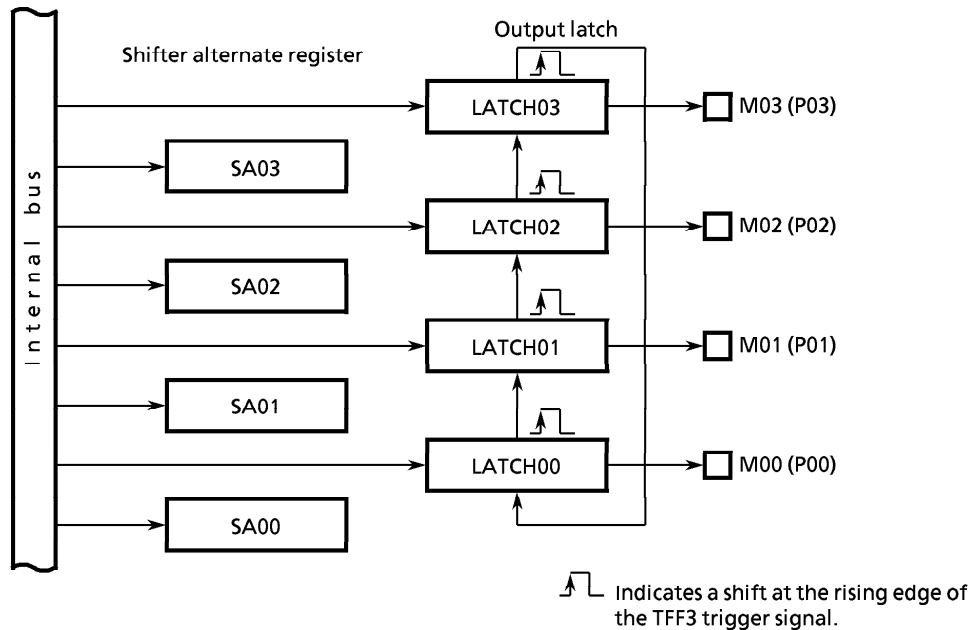 Output latch
Shifter alternate register
LATCH03
M03 (P03)
SA03
LATCH02
M02 (P02)
SA02
Internal bus
LATCH01
M01 (P01)
SA01
LATCH00
M00 (P00)
SA00
Indicates a shift at the rising edge of
the TFF3 trigger signal.